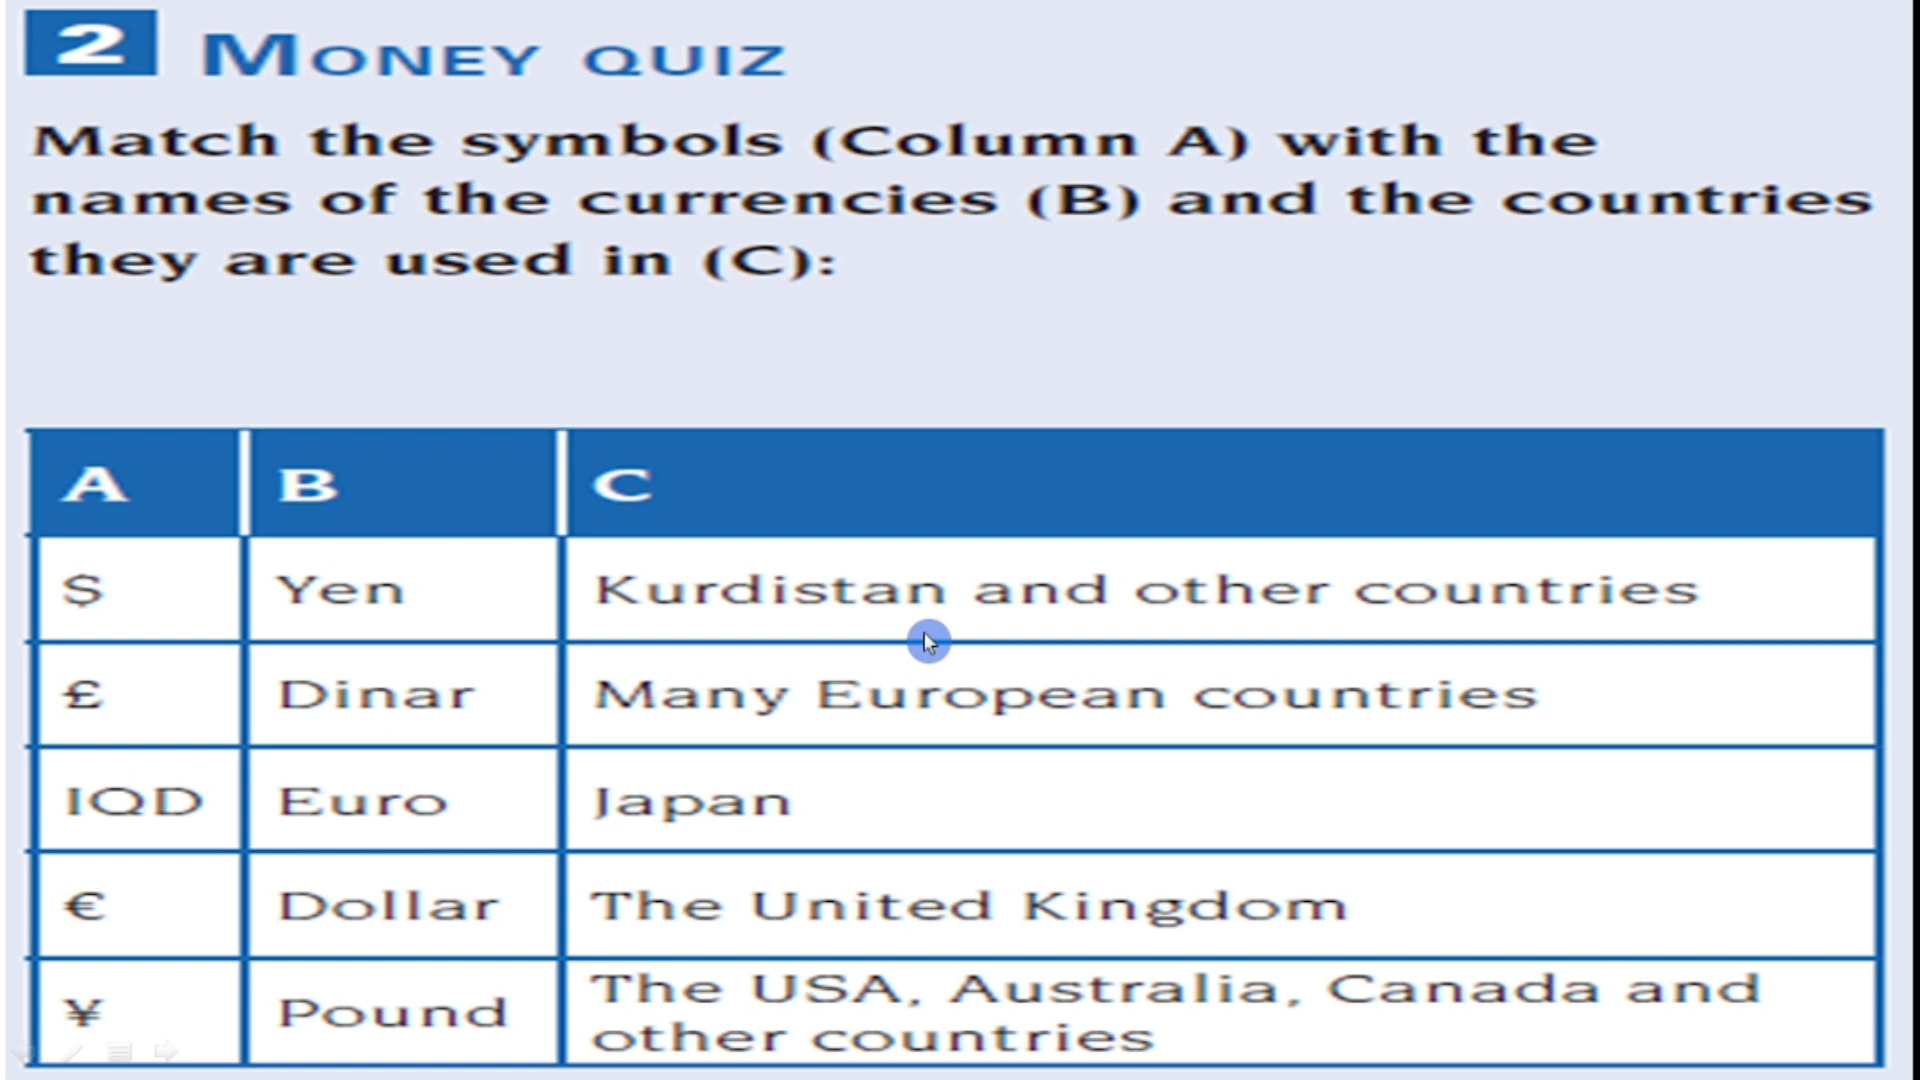 2 MONEY QUIZ
Match the symbols (Column A) with the
names of the currencies (B) and the countries
they are used in (C):
A B C
$ Yen Kurdistan and other countries
£ Dinar Many European countries
IQD Euro Japan
€ Dollar The United Kingdom
¥ Pound The USA, Australia, Canada and
other countries